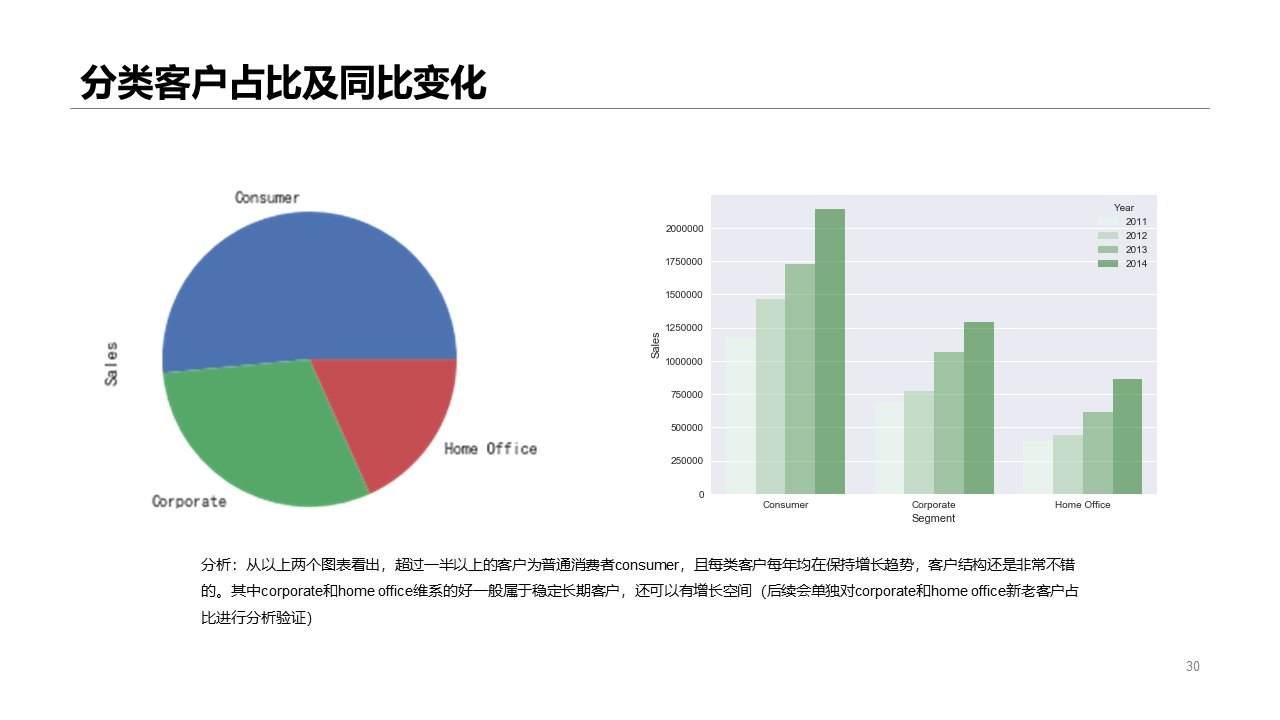 分类客户占比及同比变化
Consumer
Sales
Home Office
Corporate
Year
2011
2012
2013
2014
2000000
1750000
1500000
1250000
1000000
750000
500000
250000
0
Sales
Consumer
Corporate
Home Office
Segment
分析：从以上两个图表看出，超过一半以上的客户为普通消费者consumer，且每类客户每年均在保持增长趋势，客户结构还是非常不错
的。其中corporate和home office维系的好一般属于稳定长期客户，还可以有增长空间（后续会单独对corporate和home office新老客户占
比进行分析验证）
30